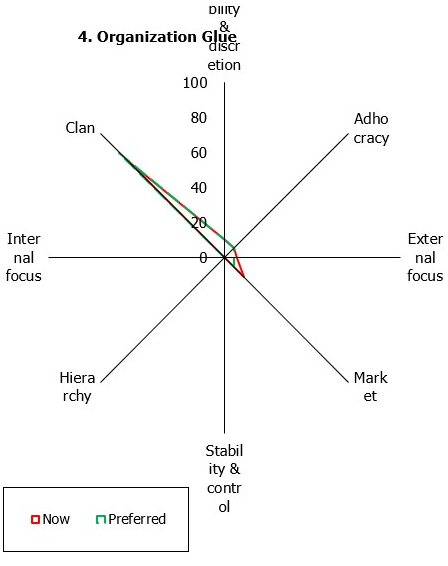 bility
&
discr
etion
4. Organization Glue
100
80
60
40
20
0
Clan
Adho
cracy
Inter
nal
focus
Exter
nal
focus
Hiera
rchy
Mark
et
Stabil
ity &
contr
ol
Now
Preferred